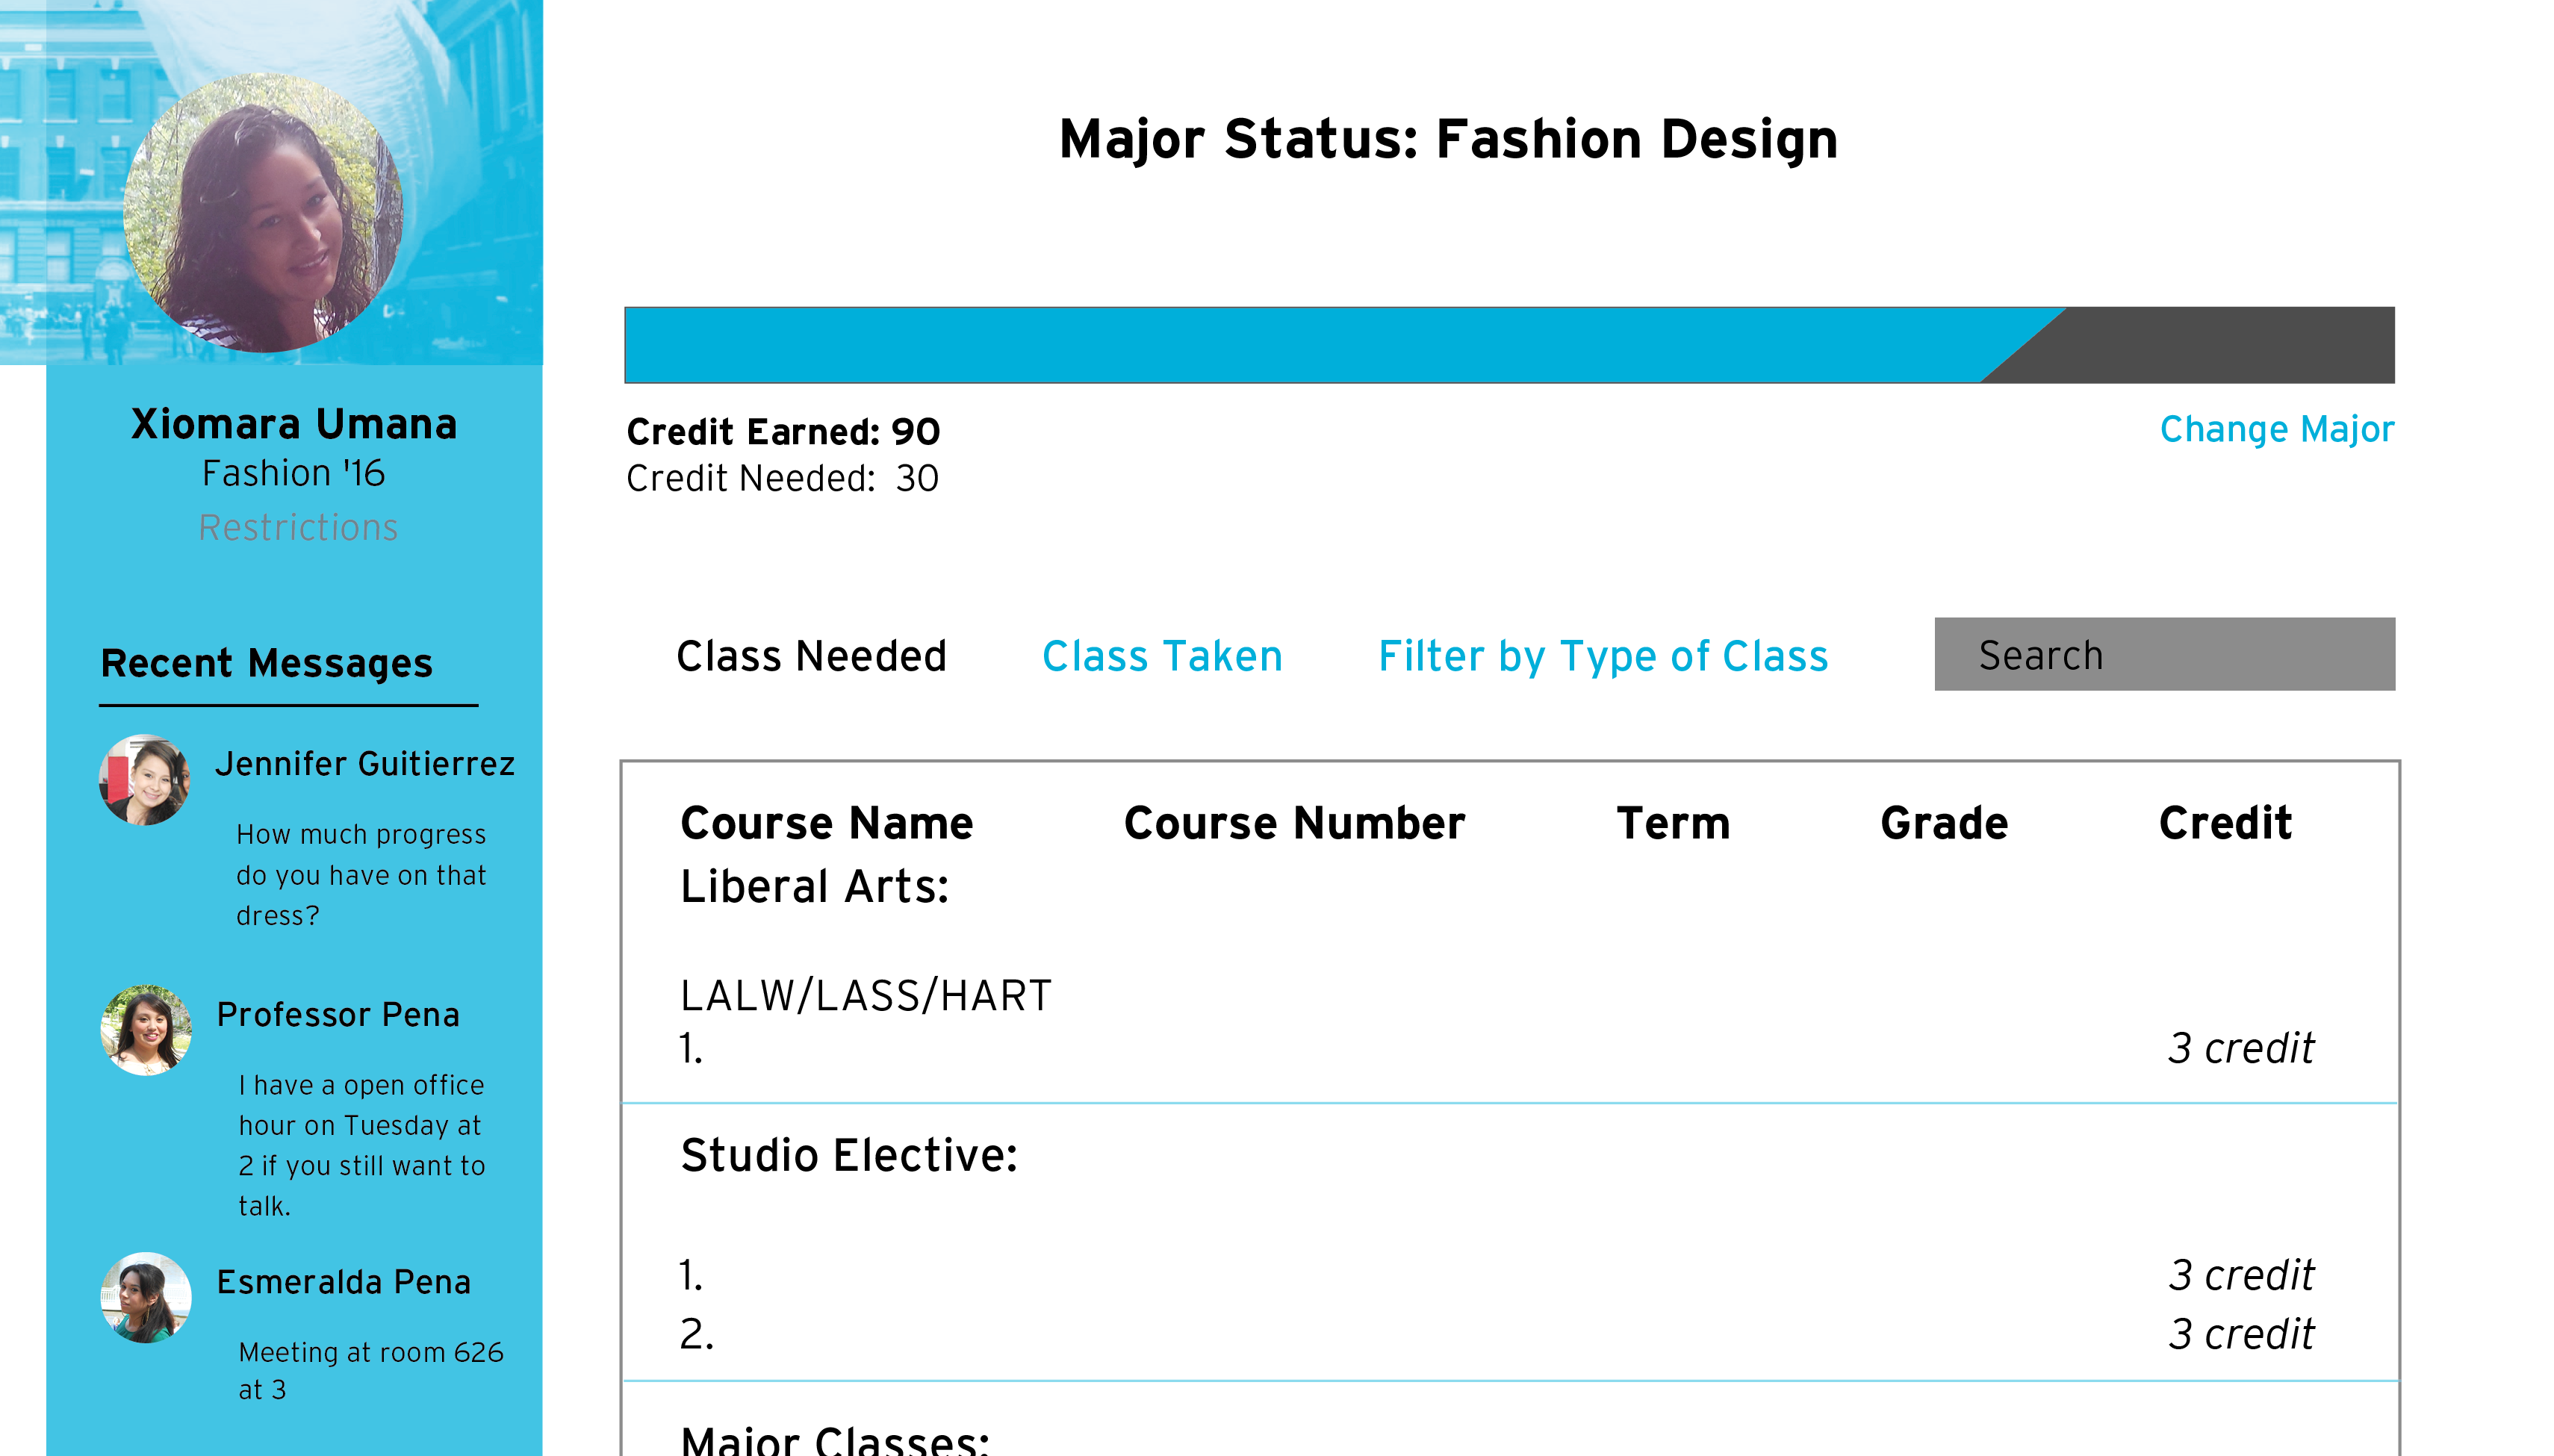 Xiomara Umana
Fashion '16
Restrictions
Recent Messages
Jennifer Guitierrez
How much progress
do you have on that
dress?
Professor Pena
I have a open office
hour on Tuesday at
2 if you still want to
talk.
Esmeralda Pena
Meeting at room 626
at 3
Major Status: Fashion Design
Credit Earned: 90
Credit Needed: 30
Change Major
Class Needed Class Taken Filter by Type of Class Search
Course Name Course Number Term Grade Credit
Liberal Arts:
LALW/LASS/HART
1. 3 credit
Studio Elective:
1. 3 credit
2. 3 credit
Major Classes: